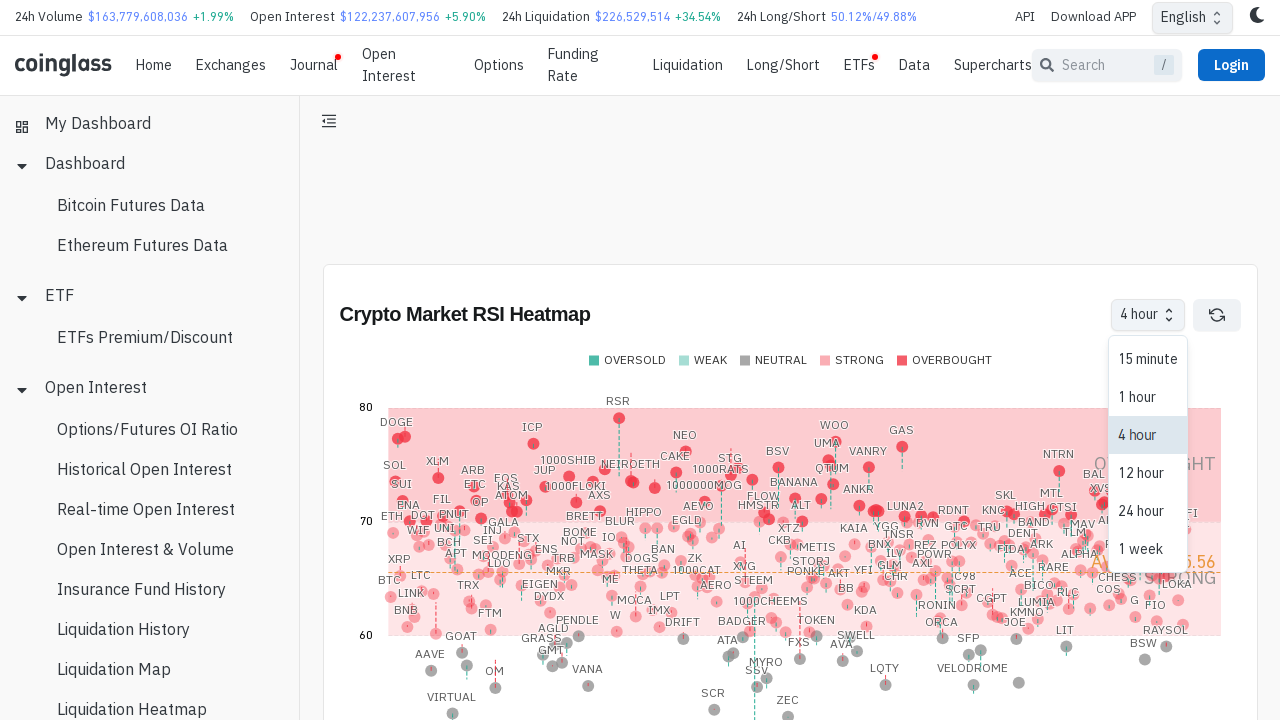 24h Volume $163,779,608,036 +1.99% Open Interest $122,237,607,956 +5.90% 24h Liquidation $226,529,514 +34.54% 24h Long/Short 50.12%/49.88% API Download APP English
coinglass Home Exchanges Journal Open Interest Options Funding Rate Liquidation Long/Short ETFs Data Supercharts Search / Login
My Dashboard
Dashboard
Bitcoin Futures Data
Ethereum Futures Data
ETF
ETFs Premium/Discount
Open Interest
Options/Futures OI Ratio
Historical Open Interest
Real-time Open Interest
Open Interest & Volume
Insurance Fund History
Liquidation History
Liquidation Map
Liquidation Heatmap
Crypto Market RSI Heatmap
4 hour
15 minute
1 hour
4 hour
12 hour
24 hour
1 week
OVERSOLD WEAK NEUTRAL STRONG OVERBOUGHT
80
RSR
DOGE ICP NEO WOO GAS
UMA
SOL XLM ARB JUP 1000SHIB NEIROETH CAKE STG BSV VANRY NTRN
1000RATS QTUM BAL
SUI ETC EOS KAS 1000FLOKI 1000000MOG BANANA ANKR
ENA FIL OP ATOM AXS AEVO FLOW ALT LUNA2 SKL MTL
HMSTR HIGH CTSI
70
ETH DOT PNUT GALA BRETT HIPPO RDNT KNC
WIF UNI INJ BLUR EGLD XTZ KAIA YGG RVN GTC TRU BAND MAV
BCH SEI STX BOME IO CKB TNSR DENT TLM
NOT AI METIS BNX REZ POLYX FIDA ARK
XRP APT MOODENG ENS MASK BAN ILV POWR ALPHA
LDO TRB DOGS ZK XVG STORJ GLM AXL RARE
BTC LTC MKR THETA 1000CAT PONKE AKT YFI CHR C98 ACE CHESS
TRX EIGEN ME AERO STEEM BB SCRT BICO COS LOKA
LINK DYDX MOCA LPT 1000CHEEMS CGPT LUMIA RLC G
BNB FTM W IMX KDA RONIN KMNO FIO
60
PENDLE DRIFT BADGER TOKEN ORCA JOE
AGLD LIT RAYSOL
GOAT GRASS ATA FXS SWELL SFP
AAVE GMT AVA BSW
OM VANA MYRO LQTY VELODROME
SSV
VIRTUAL SCR ZEC
STRONG